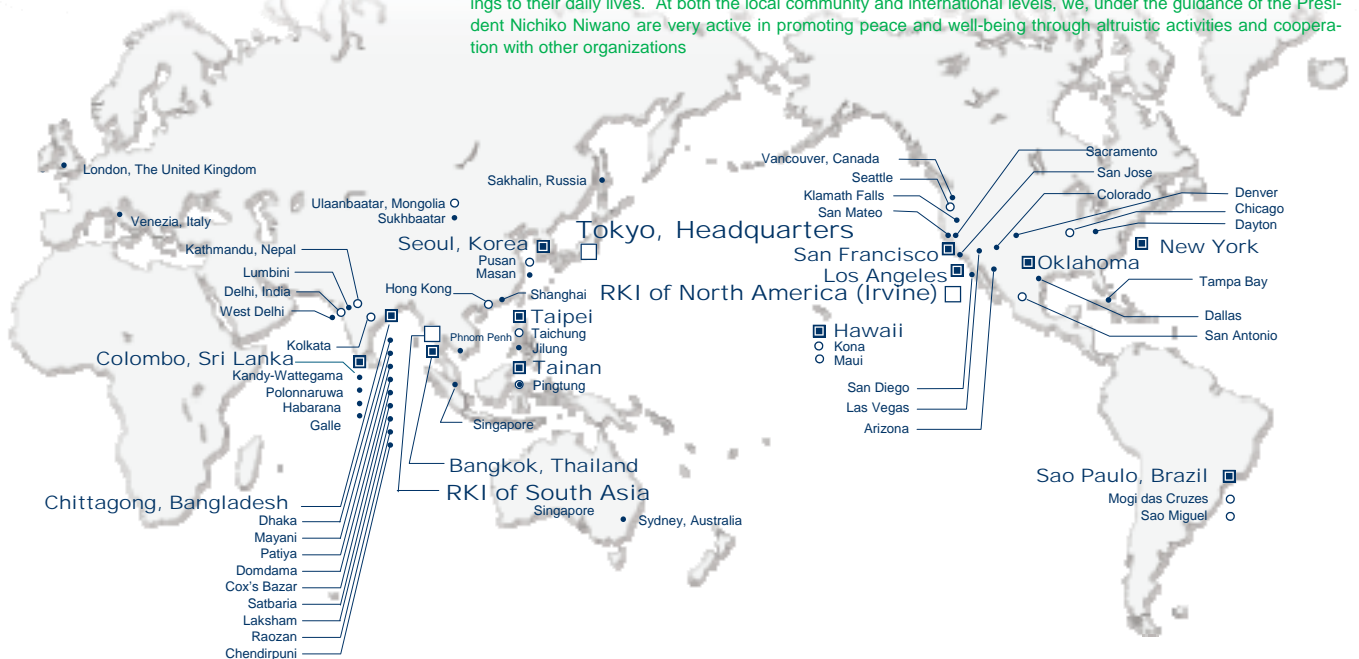 ings to their daily lives. At both the local community and international levels, we, under the guidance of the Presi-
dent Nichiko Niwano are very active in promoting peace and well-being through altruistic activities and coopera-
tion with other organizations
London, The United Kingdom
Venezia, Italy
Sakhalin, Russia
Ulaanbaatar, Mongolia
Sukhbaatar
Kathmandu, Nepal
Lumbini
Delhi, India
West Delhi
Kolkata
Colombo, Sri Lanka
Kandy-Wattegama
Polonnaruwa
Habarana
Galle
Seoul, Korea
Pusan
Masan
Tokyo, Headquarters
Hong Kong
Shanghai
Taipei
Taichung
Jilung
Tainan
Pingtung
Phnom Penh
Singapore
Bangkok, Thailand
RKI of South Asia
Singapore
Sydney, Australia
Chittagong, Bangladesh
Dhaka
Mayani
Patiya
Domdama
Cox's Bazar
Satbaria
Laksham
Raozan
Chendirpuni
Vancouver, Canada
Seattle
Klamath Falls
San Mateo
San Francisco
Los Angeles
RKI of North America (Irvine)
Hawaii
Kona
Maui
San Diego
Las Vegas
Arizona
Sacramento
San Jose
Colorado
Denver
Chicago
Dayton
New York
Oklahoma
Tampa Bay
Dallas
San Antonio
Sao Paulo, Brazil
Mogi das Cruzes
Sao Miguel